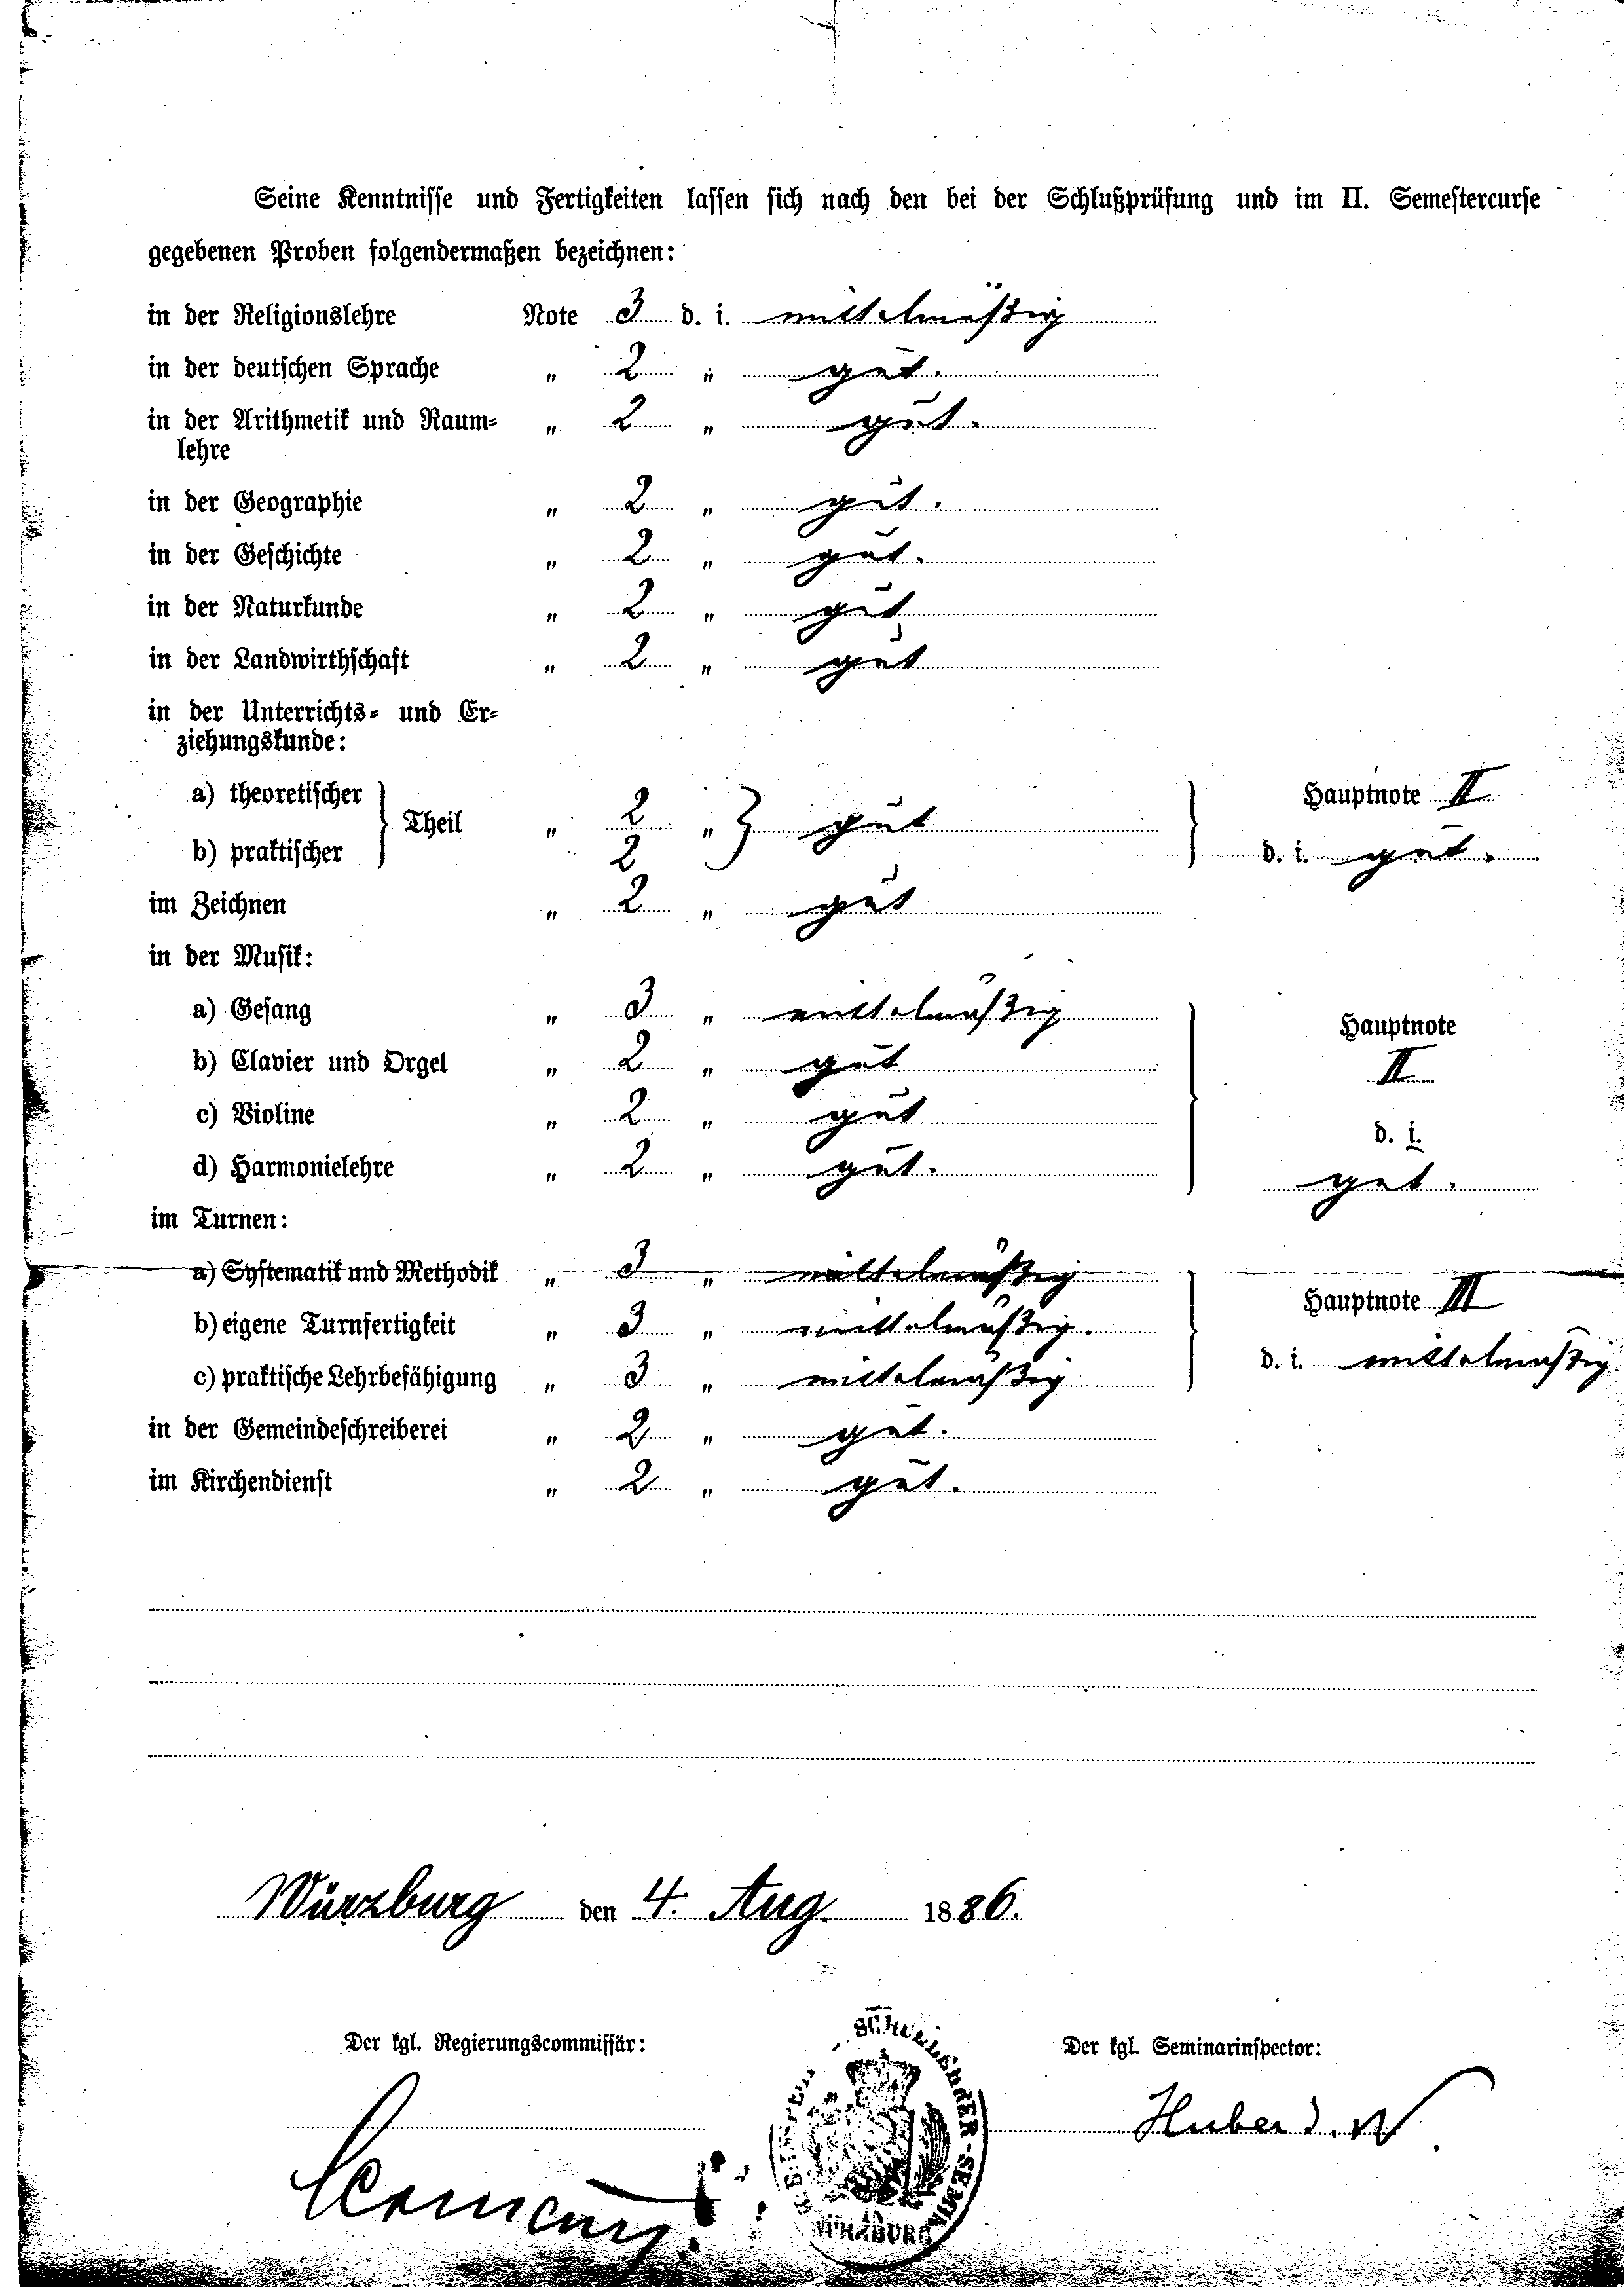 Seine Kenntnisse und Fertigkeiten lassen sich nach den bei der Schlußprüfung und im II. Semestercurse
gegebenen Proben folgendermaßen bezeichnen:
in der Religionslehre Note 3 d. i. mittelmäßig
in der deutschen Sprache „ 2 „ gut.
in der Arithmetik und Raum-
lehre „ 2 „ gut.
in der Geographie „ 2 „ gut.
in der Geschichte „ 2 „ gut.
in der Naturkunde „ 2 „ gut
in der Landwirthschaft „ 2 „ gut
in der Unterrichts- und Er-
ziehungskunde:
a) theoretischer 2 Hauptnote II
Theil „ „ gut
b) praktischer 2 d. i. gut.
im Zeichnen „ 2 „ gut
in der Musik:
a) Gesang „ 3 „ mittelmäßig
Hauptnote
b) Clavier und Orgel „ 2 „ gut
II
c) Violine „ 2 „ gut
d. i.
d) Harmonielehre „ 2 „ gut.
gut.
im Turnen:
a) Systematik und Methodik „ 3 „ mittelmäßig
Hauptnote III
b) eigene Turnfertigkeit „ 3 „ mittelmäßig.
d. i. mittelmäßig
c) praktische Lehrbefähigung „ 3 „ mittelmäßig
in der Gemeindeschreiberei „ 2 „ gut.
im Kirchendienst „ 2 „ gut.
Würzburg den 4. Aug. 1886.
Der kgl. Regierungscommissär:
Der kgl. Seminarinspector:
SCHULLEHRER-SEMIN
WÜRZBURG
Huber